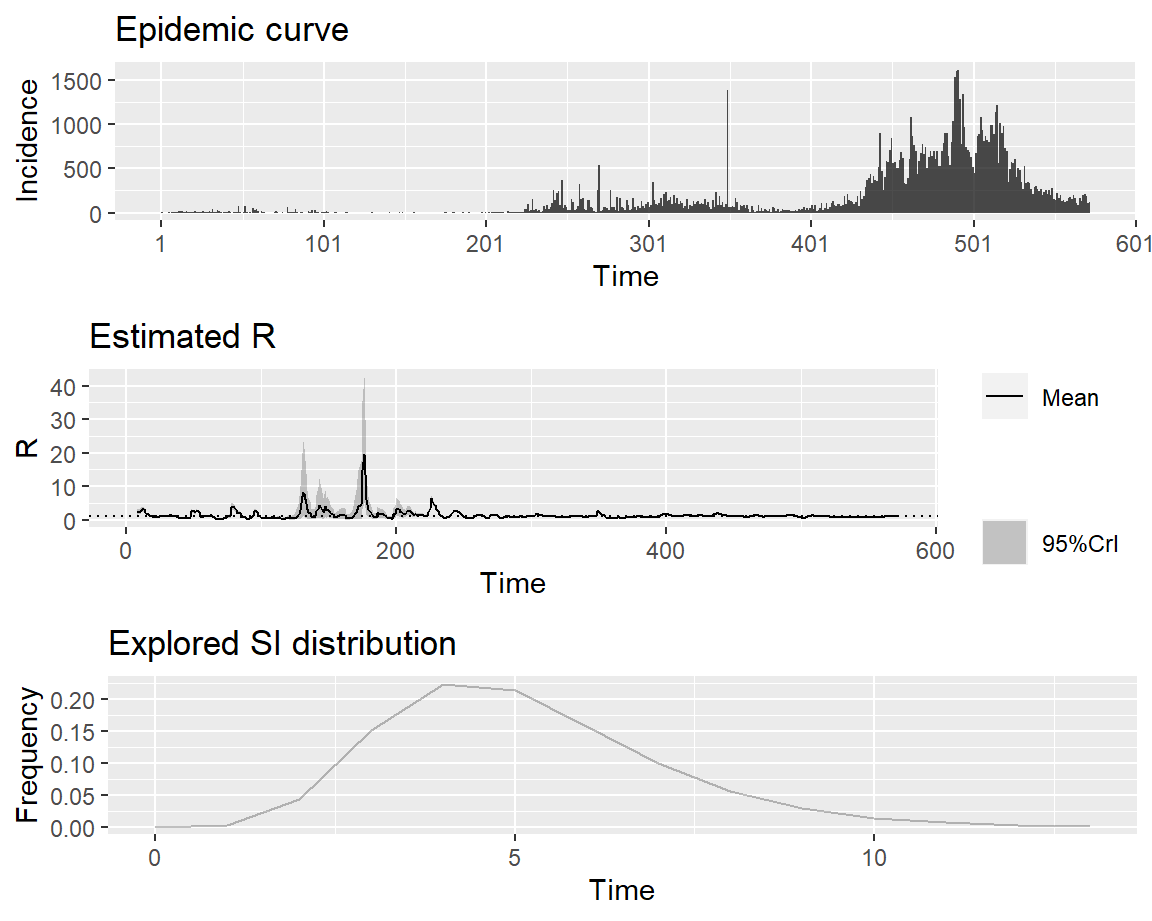 Epidemic curve
Incidence
1500
1000
500
0
1 101 201 301 401 501 601
Time
Estimated R
R
40
30
20
10
0
0 200 400 600
Time
Mean
95%CrI
Explored SI distribution
Frequency
0.20
0.15
0.10
0.05
0.00
0 5 10
Time